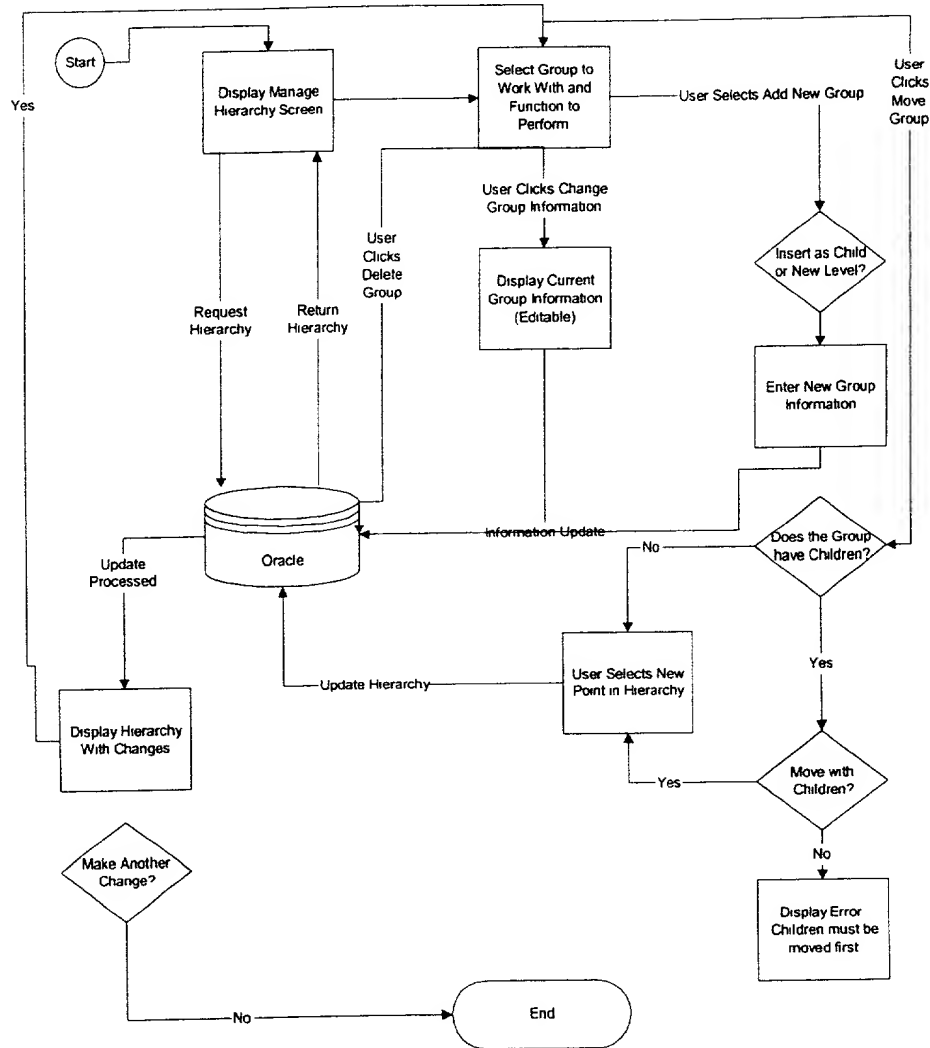 Start
Yes
Display Manage
Hierarchy Screen
Select Group to
Work With and
Function to
Perform
User Selects Add New Group
User
Clicks
Move
Group
User Clicks Change
Group Information
User
Clicks
Delete
Group
Insert as Child
or New Level?
Display Current
Group Information
(Editable)
Request
Hierarchy
Return
Hierarchy
Enter New Group
Information
Information Update
Oracle
Does the Group
have Children?
No
Update
Processed
Yes
User Selects New
Point in Hierarchy
Update Hierarchy
Display Hierarchy
With Changes
Move with
Children?
Yes
No
Make Another
Change?
Display Error
Children must be
moved first
No
End